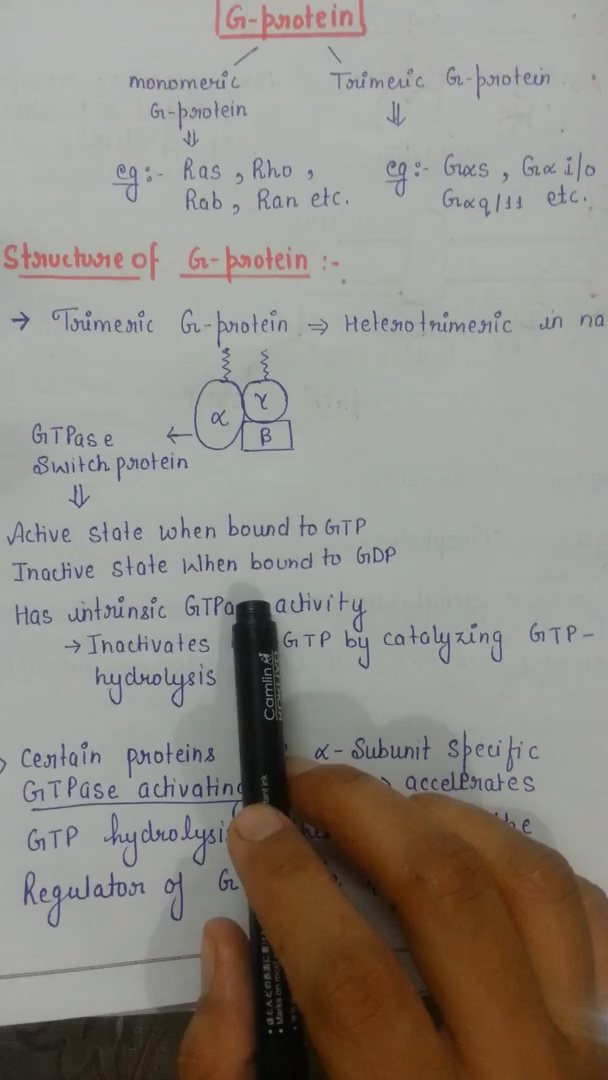 G-protein
monomeric G-protein
Trimeric G-protein
eg:- Ras, Rho, Rab, Ran etc.
eg:- Gαs, Gα i/o Gαq/11 etc.
Structure of G-protein :-
→ Trimeric G-protein ⇒ Heterotrimeric in na
α
γ
β
GTPase ←
Switch protein
Active state when bound to GTP
Inactive state When bound to GDP
Has intrinsic GTPa activity
→ Inactivates GTP by catalyzing GTP-
hydrolysis
Certain proteins α-Subunit specific
GTPase activating accelerates
GTP hydrolysis the
Regulator of G
Camlin